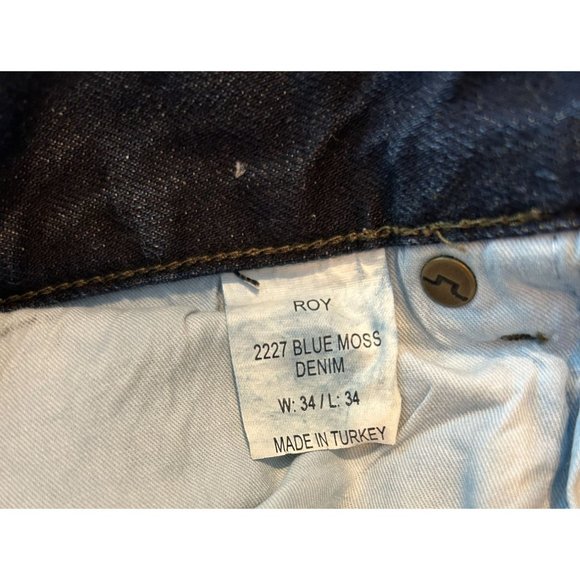 ROY
2227 BLUE MOSS
DENIM
W: 34 / L: 34
MADE IN TURKEY